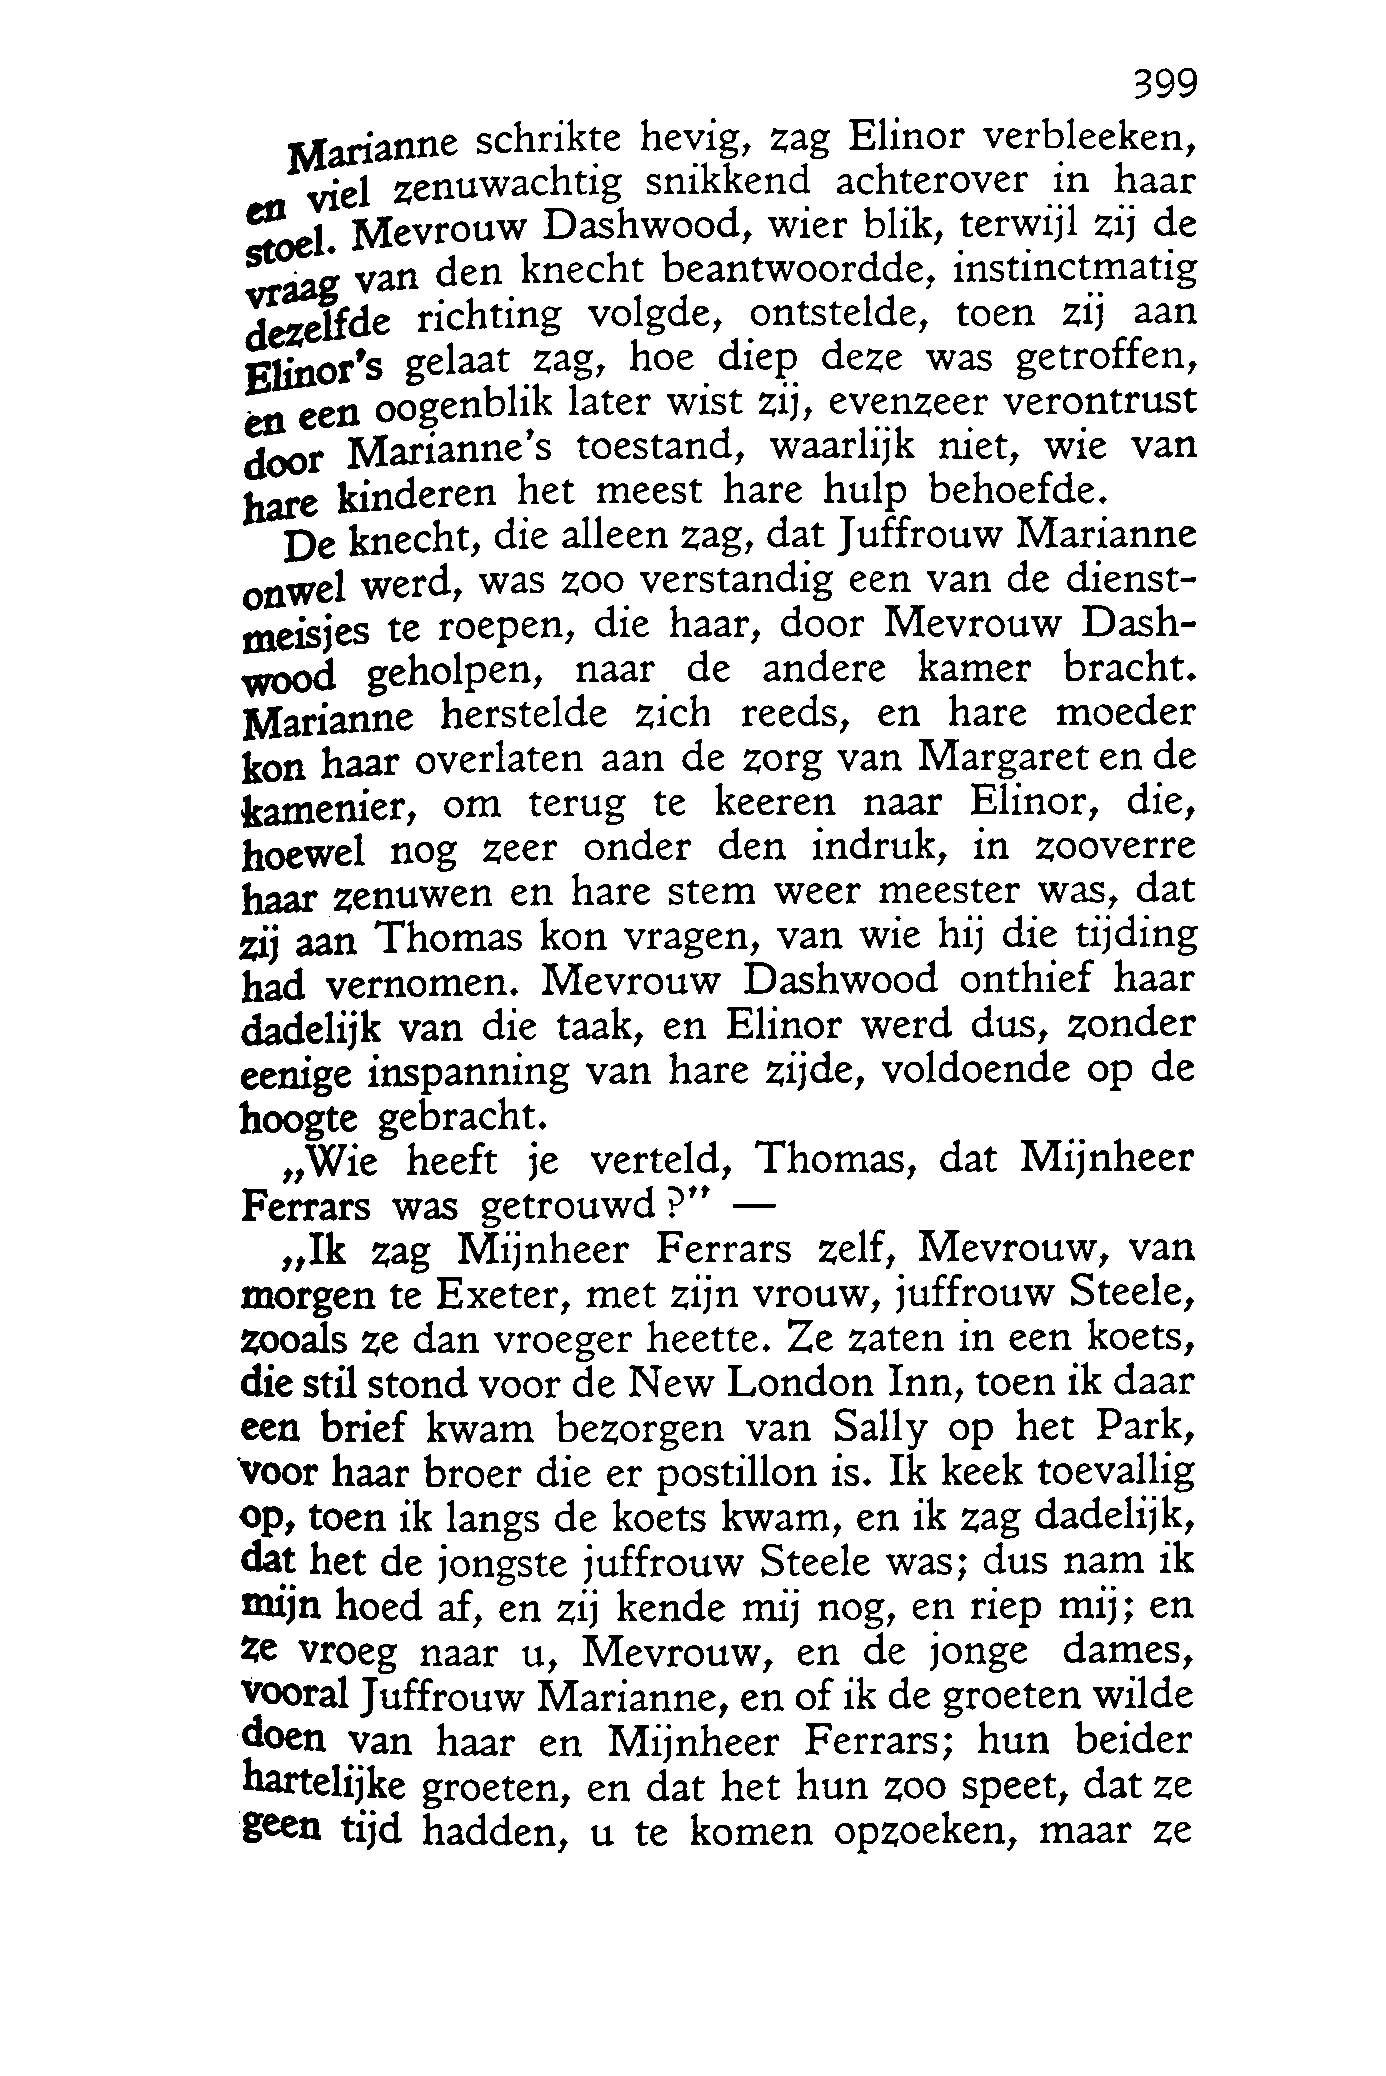 399
Marianne schrikte hevig, zag Elinor verbleeken,
en viel zenuwachtig snikkend achterover in haar
stoel. Mevrouw Dashwood, wier blik, terwijl zij de
vraag van den knecht beantwoordde, instinctmatig
dezelfde richting volgde, ontstelde, toen zij aan
Elinor's gelaat zag, hoe diep deze was getroffen,
en een oogenblik later wist zij, evenzeer verontrust
door Marianne's toestand, waarlijk niet, wie van
hare kinderen het meest hare hulp behoefde.
De knecht, die alleen zag, dat Juffrouw Marianne
onwel werd, was zoo verstandig een van de dienst-
meisjes te roepen, die haar, door Mevrouw Dash-
wood geholpen, naar de andere kamer bracht.
Marianne herstelde zich reeds, en hare moeder
kon haar overlaten aan de zorg van Margaret en de
kamenier, om terug te keeren naar Elinor, die,
hoewel nog zeer onder den indruk, in zooverre
haar zenuwen en hare stem weer meester was, dat
zij aan Thomas kon vragen, van wie hij die tijding
had vernomen. Mevrouw Dashwood onthief haar
dadelijk van die taak, en Elinor werd dus, zonder
eenige inspanning van hare zijde, voldoende op de
hoogte gebracht.
„Wie heeft je verteld, Thomas, dat Mijnheer
Ferrars was getrouwd?" —
„Ik zag Mijnheer Ferrars zelf, Mevrouw, van
morgen te Exeter, met zijn vrouw, juffrouw Steele,
zooals ze dan vroeger heette. Ze zaten in een koets,
die stil stond voor de New London Inn, toen ik daar
een brief kwam bezorgen van Sally op het Park,
voor haar broer die er postillon is. Ik keek toevallig
op, toen ik langs de koets kwam, en ik zag dadelijk,
dat het de jongste juffrouw Steele was; dus nam ik
mijn hoed af, en zij kende mij nog, en riep mij; en
ze vroeg naar u, Mevrouw, en de jonge dames,
vooral Juffrouw Marianne, en of ik de groeten wilde
doen van haar en Mijnheer Ferrars; hun beider
hartelijke groeten, en dat het hun zoo speet, dat ze
geen tijd hadden, u te komen opzoeken, maar ze